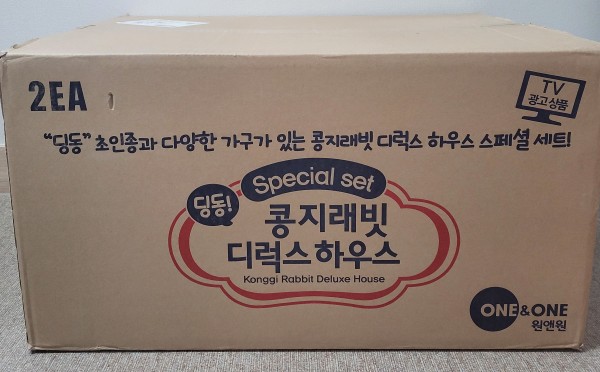 2EA
TV
광고상품
"딩동" 초인종과 다양한 가구가 있는 콩지래빗 디럭스 하우스 스페셜 세트!
Special set
딩동!
콩지래빗
디럭스하우스
Konggi Rabbit Deluxe House
ONE&ONE
원앤원